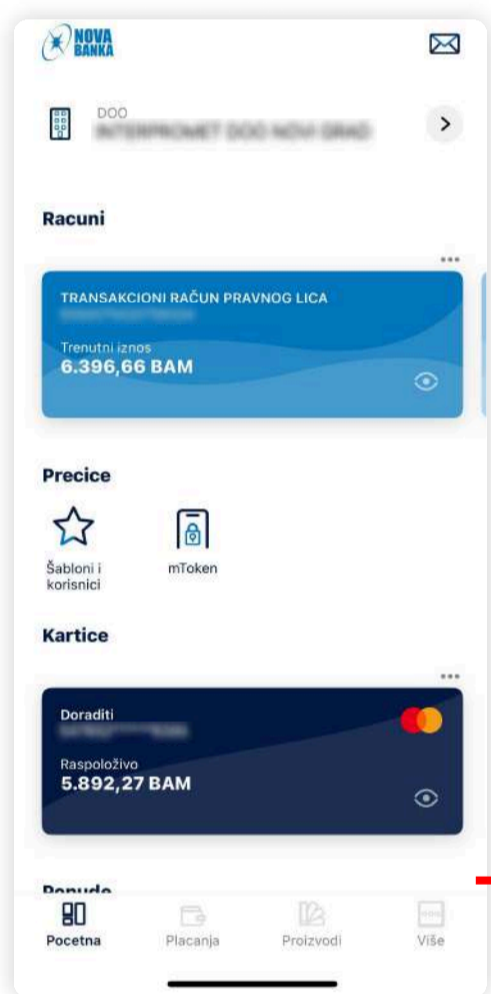 NOVA
BANKA
DOO
Racuni
TRANSAKCIONI RAČUN PRAVNOG LICA
Trenutni iznos
6.396,66 BAM
Precice
Šabloni i
korisnici
mToken
Kartice
Doraditi
Raspoloživo
5.892,27 BAM
Ponude
Pocetna
Placanja
Proizvodi
Više